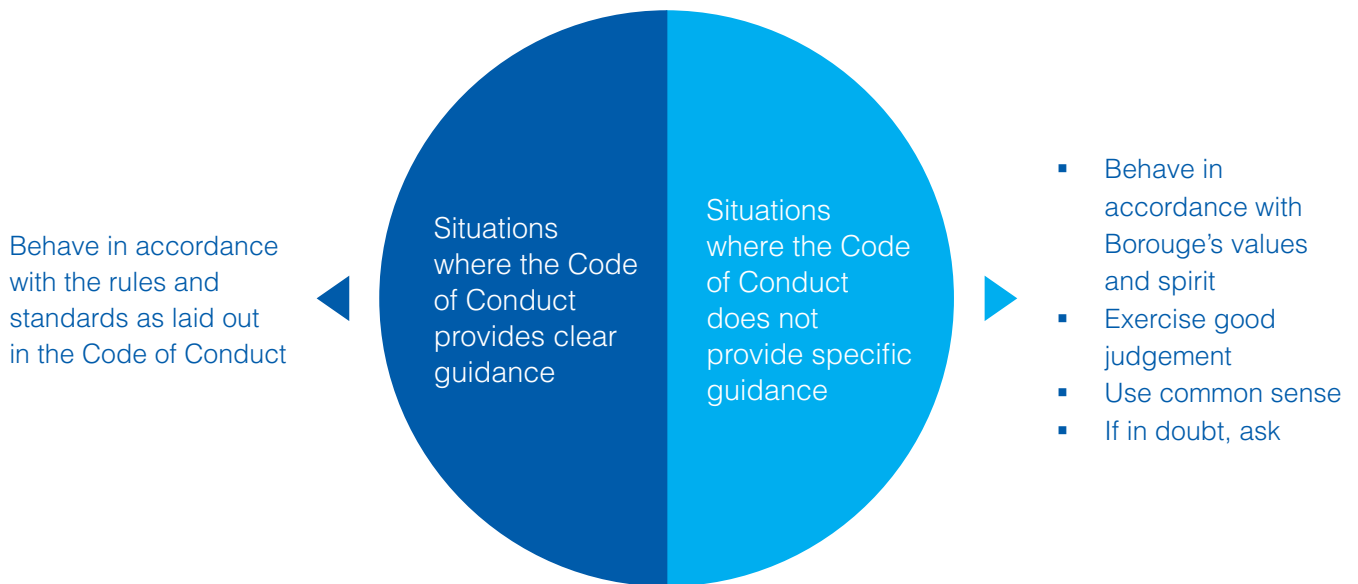 Behave in accordance
with the rules and
standards as laid out
in the Code of Conduct
Situations
where the Code
of Conduct
provides clear
guidance
Situations
where the Code
of Conduct
does not
provide specific
guidance
▪ Behave in
accordance with
Borouge’s values
and spirit
▪ Exercise good
judgement
▪ Use common sense
▪ If in doubt, ask